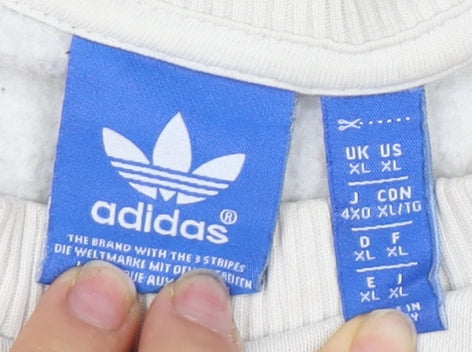 adidas®
THE BRAND WITH THE 3 STRIPES
DIE WELTMARKE MIT DEN
UK US
XL XL
J CON
4XO XL/TG
D F
XL XL
E I
XL XL
IN